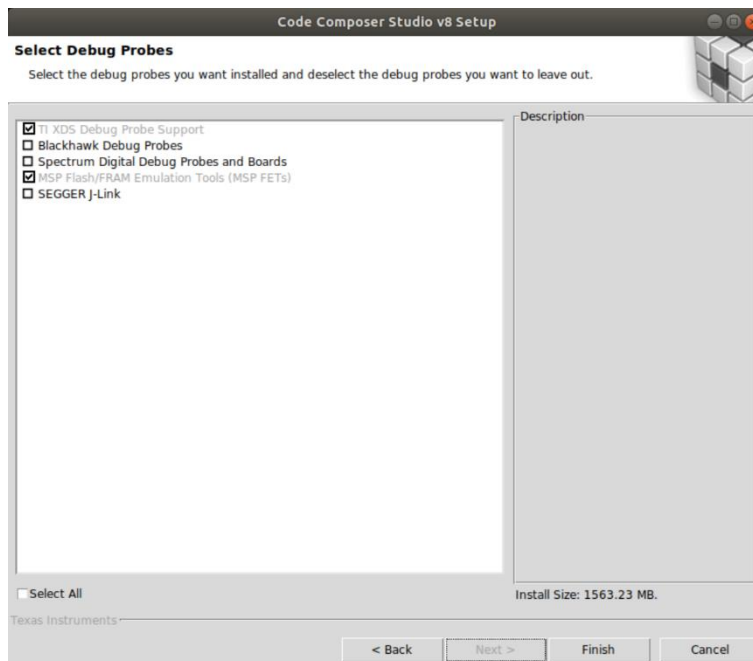 Code Composer Studio v8 Setup
Select Debug Probes
Select the debug probes you want installed and deselect the debug probes you want to leave out.
Description
TI XDS Debug Probe Support
Blackhawk Debug Probes
Spectrum Digital Debug Probes and Boards
MSP Flash/FRAM Emulation Tools (MSP FETs)
SEGGER J-Link
Select All
Install Size: 1563.23 MB.
Texas Instruments
< Back
Next >
Finish
Cancel